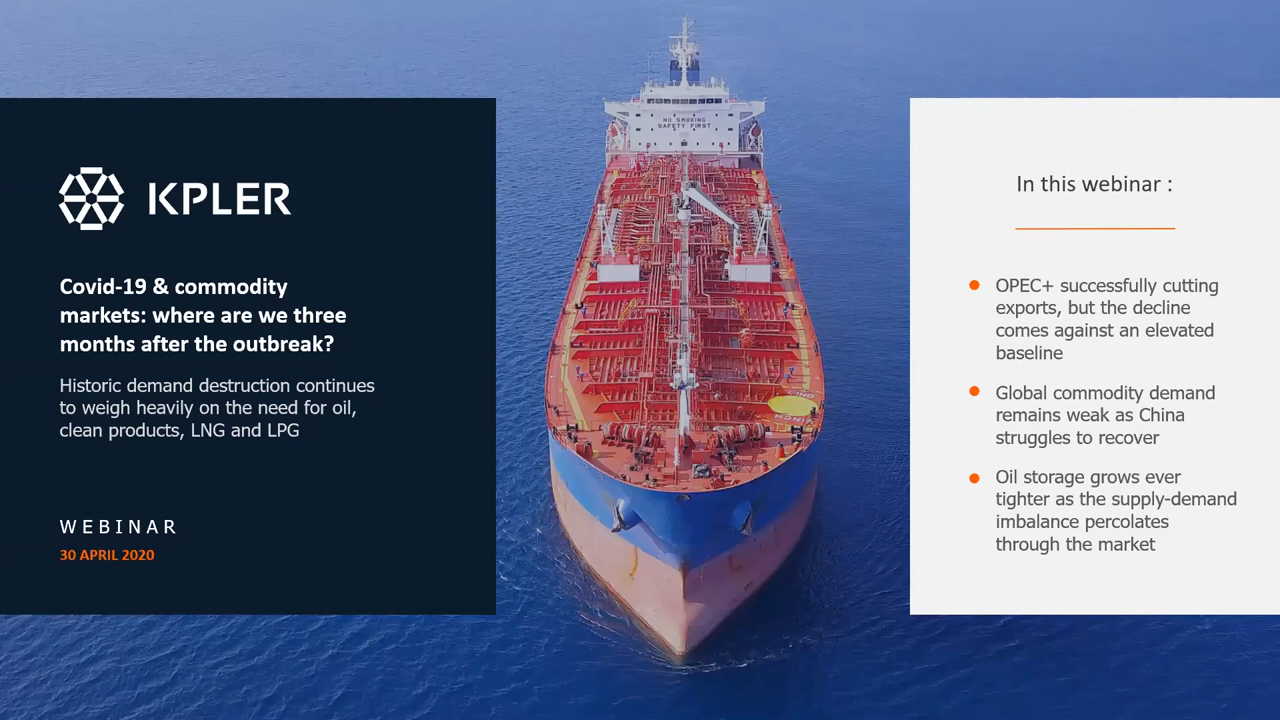 KPLER
Covid-19 & commodity
markets: where are we three
months after the outbreak?
Historic demand destruction continues
to weigh heavily on the need for oil,
clean products, LNG and LPG
WEBINAR
30 APRIL 2020
NO SMOKING
SAFETY FIRST
In this webinar :
OPEC+ successfully cutting
exports, but the decline
comes against an elevated
baseline
Global commodity demand
remains weak as China
struggles to recover
Oil storage grows ever
tighter as the supply-demand
imbalance percolates
through the market